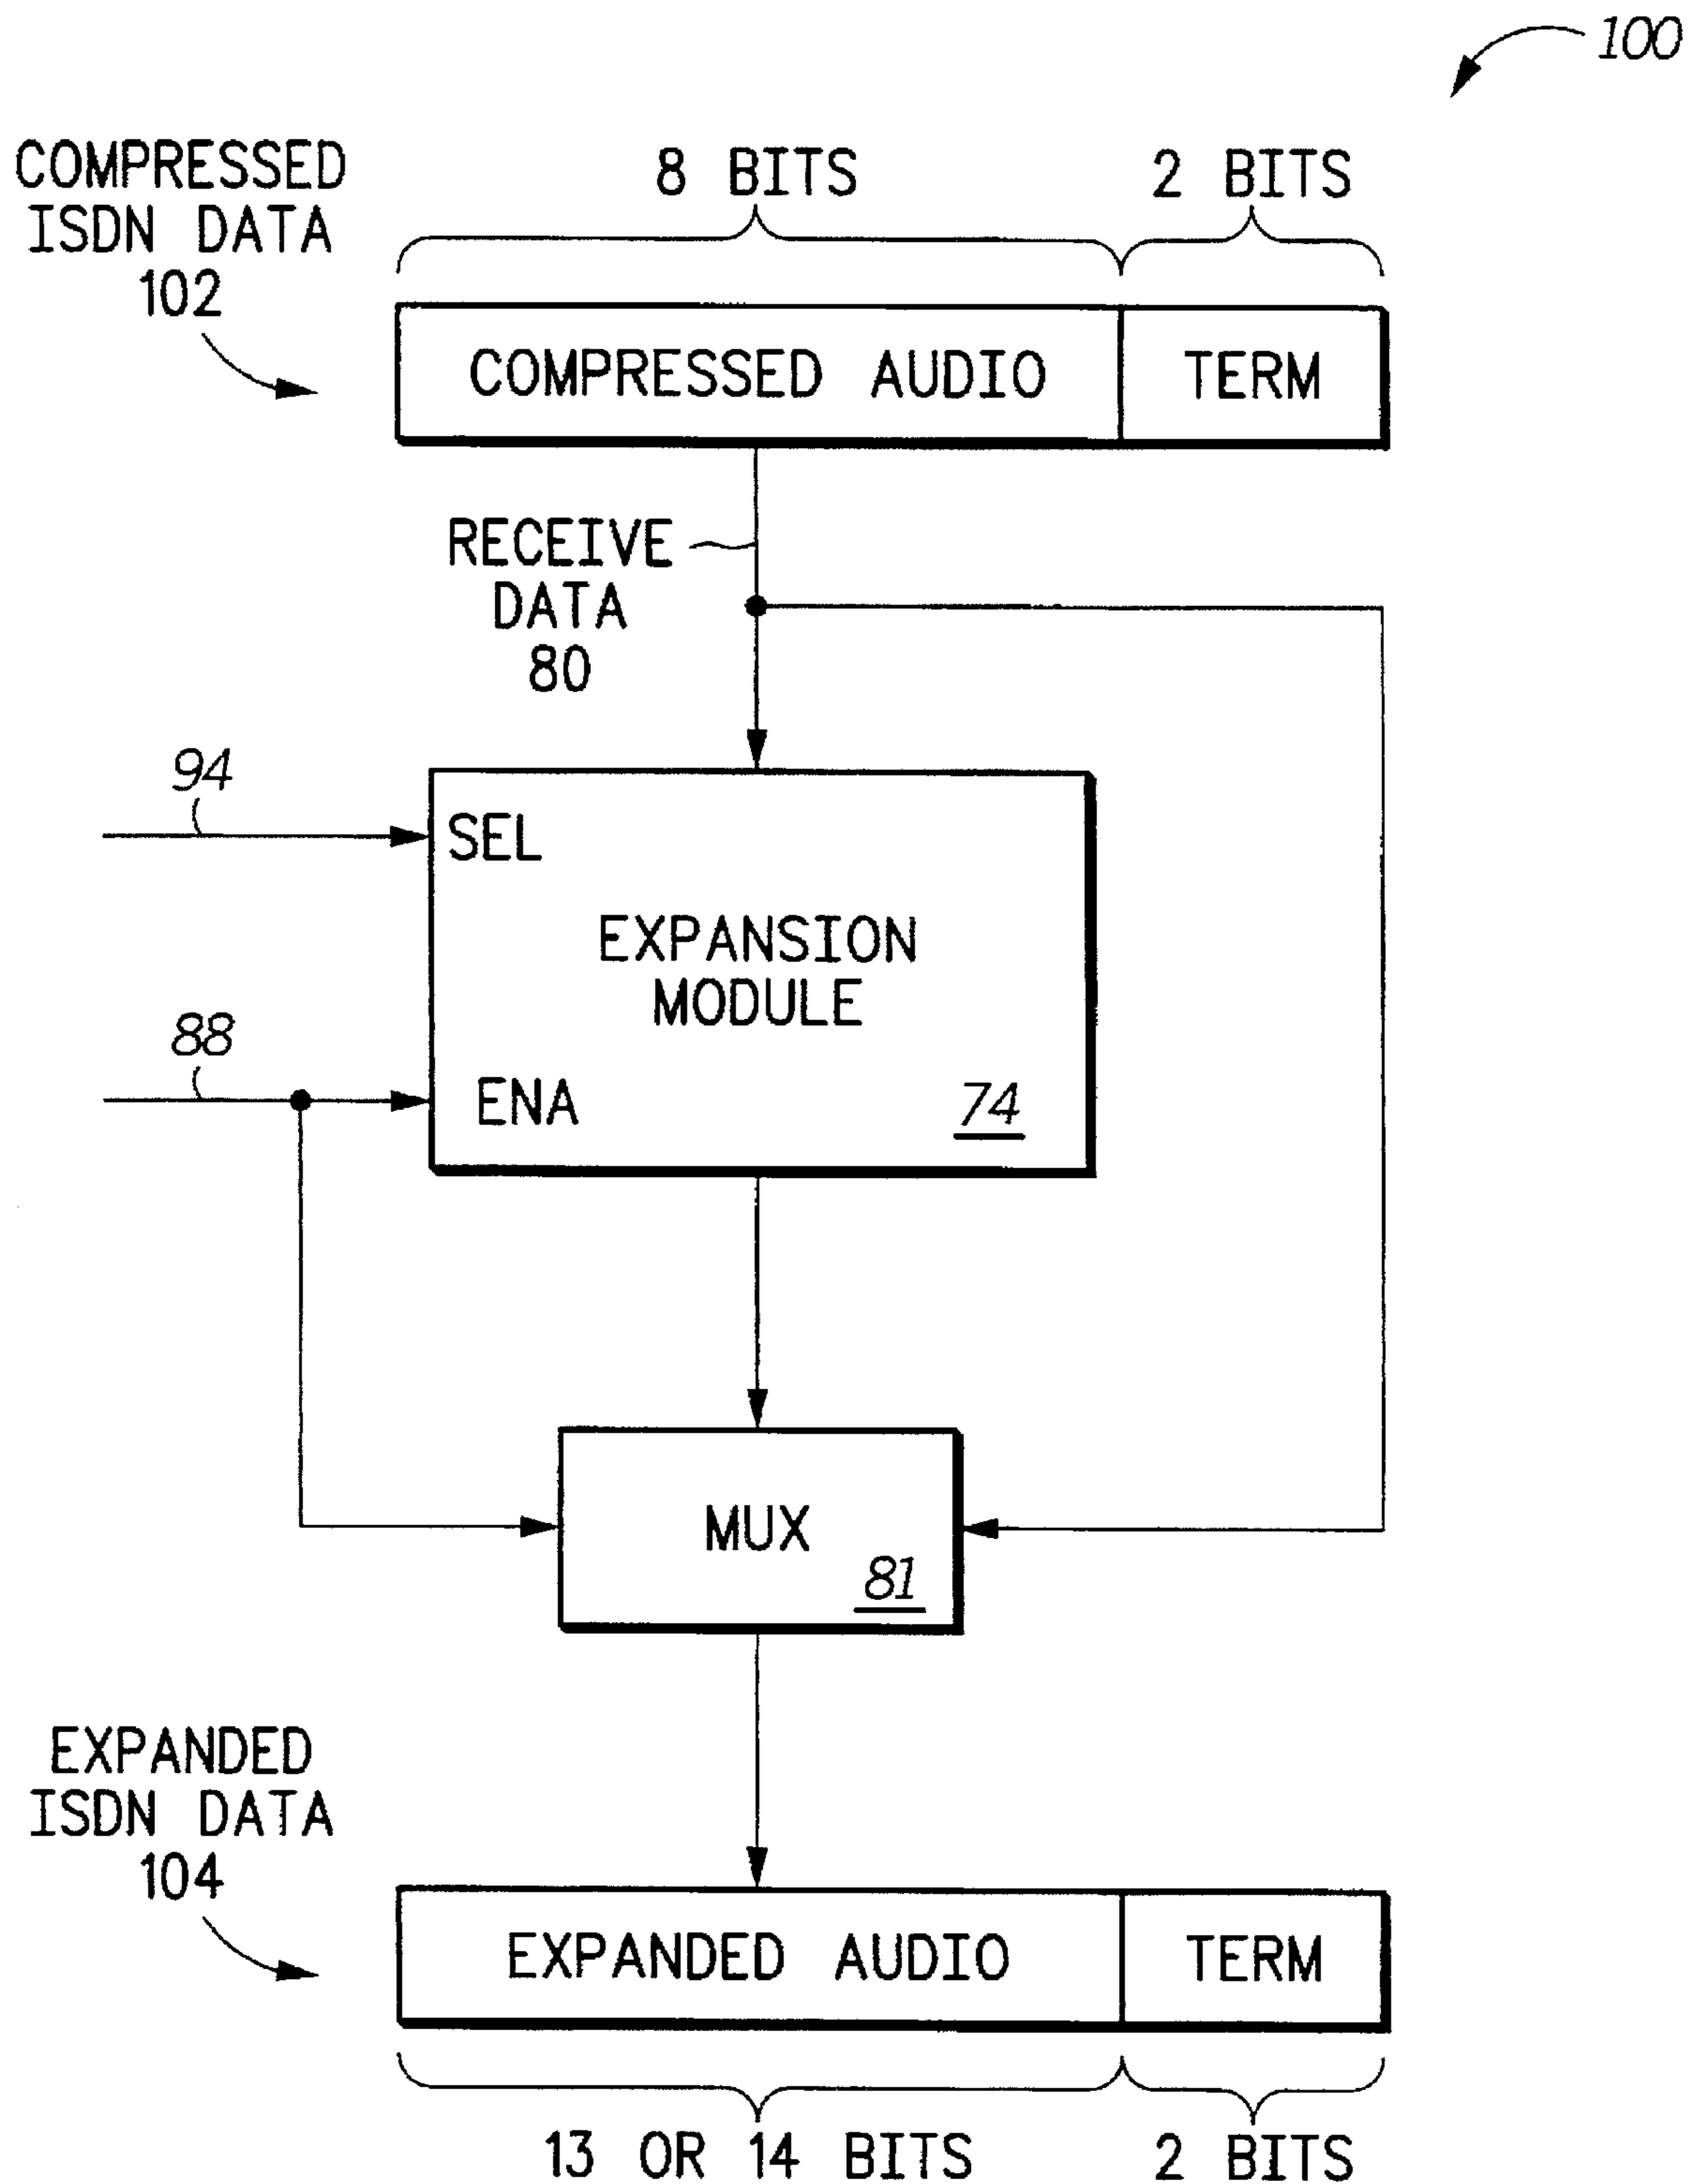 100
COMPRESSED
ISDN DATA
102
8 BITS
2 BITS
COMPRESSED AUDIO
TERM
RECEIVE
DATA
80
94
SEL
EXPANSION
MODULE
88
ENA
74
MUX
81
EXPANDED
ISDN DATA
104
EXPANDED AUDIO
TERM
13 OR 14 BITS
2 BITS